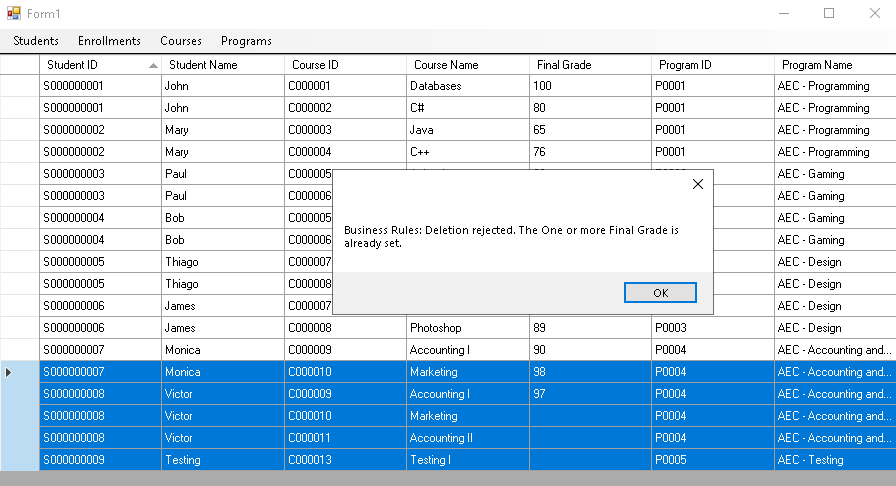 Form1
Students Enrollments Courses Programs
Student ID Student Name Course ID Course Name Final Grade Program ID Program Name
S000000001 John C000001 Databases 100 P0001 AEC - Programming
S000000001 John C000002 C# 80 P0001 AEC - Programming
S000000002 Mary C000003 Java 65 P0001 AEC - Programming
S000000002 Mary C000004 C++ 76 P0001 AEC - Programming
S000000003 Paul C000005 AEC - Gaming
S000000003 Paul C000006 AEC - Gaming
S000000004 Bob C000005 AEC - Gaming
S000000004 Bob C000006 AEC - Gaming
S000000005 Thiago C000007 AEC - Design
S000000005 Thiago C000008 AEC - Design
S000000006 James C000007 AEC - Design
S000000006 James C000008 Photoshop 89 P0003 AEC - Design
S000000007 Monica C000009 Accounting I 90 P0004 AEC - Accounting and...
S000000007 Monica C000010 Marketing 98 P0004 AEC - Accounting and...
S000000008 Victor C000009 Accounting I 97 P0004 AEC - Accounting and...
S000000008 Victor C000010 Marketing P0004 AEC - Accounting and...
S000000008 Victor C000011 Accounting II P0004 AEC - Accounting and...
S000000009 Testing C000013 Testing I P0005 AEC - Testing
Business Rules: Deletion rejected. The One or more Final Grade is
already set.
OK